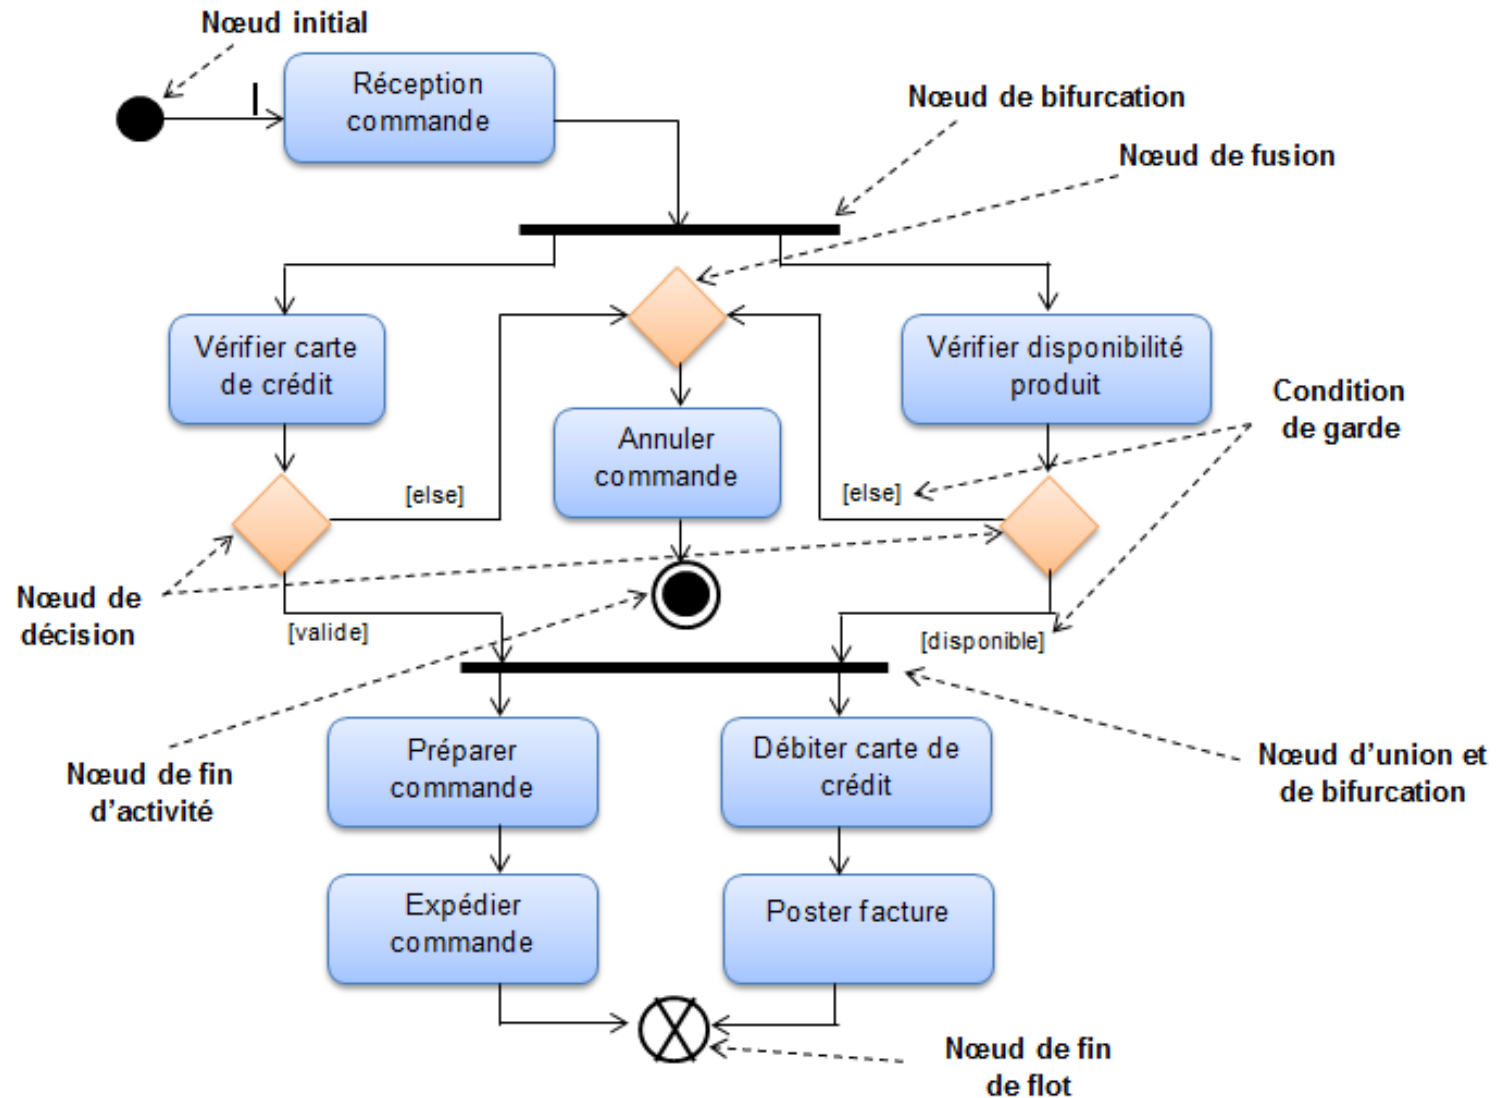 Nœud initial
Réception
commande
Nœud de bifurcation
Nœud de fusion
Vérifier carte
de crédit
Vérifier disponibilité
produit
Condition
de garde
Annuler
commande
[else]
[else]
Nœud de
décision
[valide]
[disponible]
Nœud de fin
d’activité
Préparer
commande
Débiter carte de
crédit
Nœud d’union et
de bifurcation
Expédier
commande
Poster facture
Nœud de fin
de flot